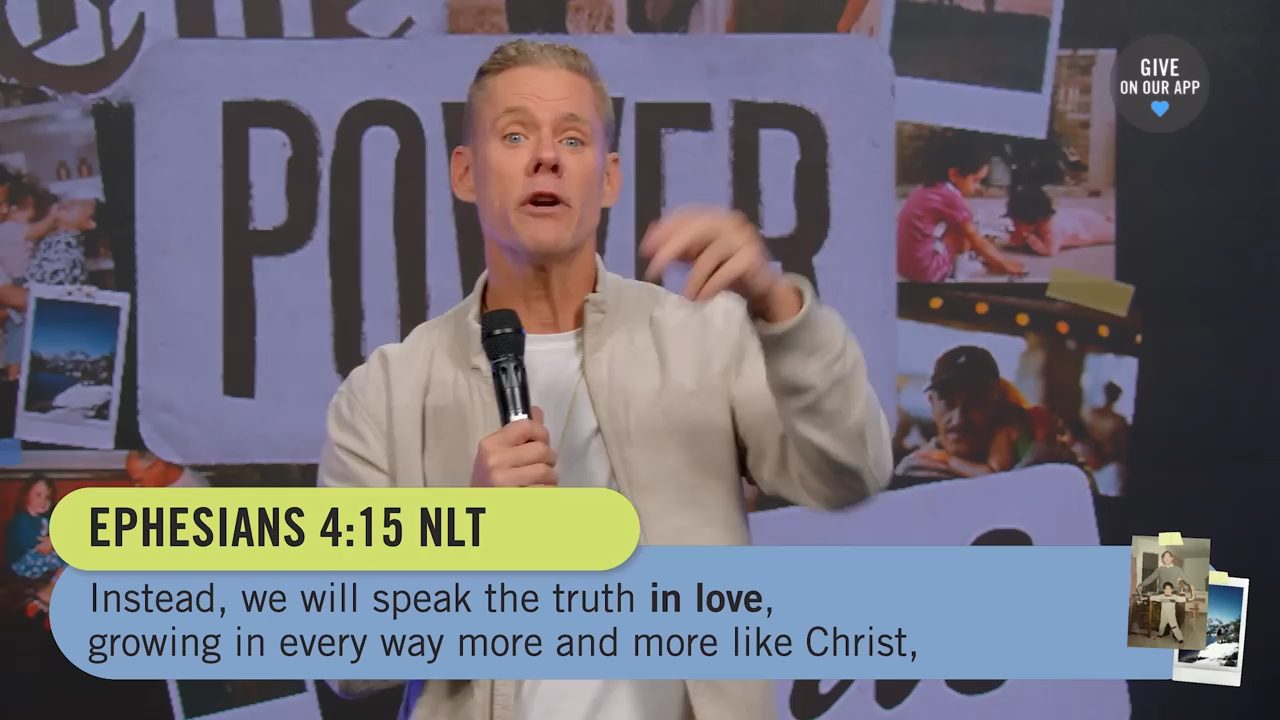 the
POWER
GIVE
ON OUR APP
EPHESIANS 4:15 NLT
Instead, we will speak the truth in love,
growing in every way more and more like Christ,